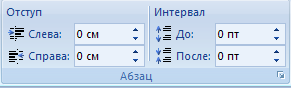 Отступ Интервал
Слева: 0 см До: 0 пт
Справа: 0 см После: 0 пт
Абзац